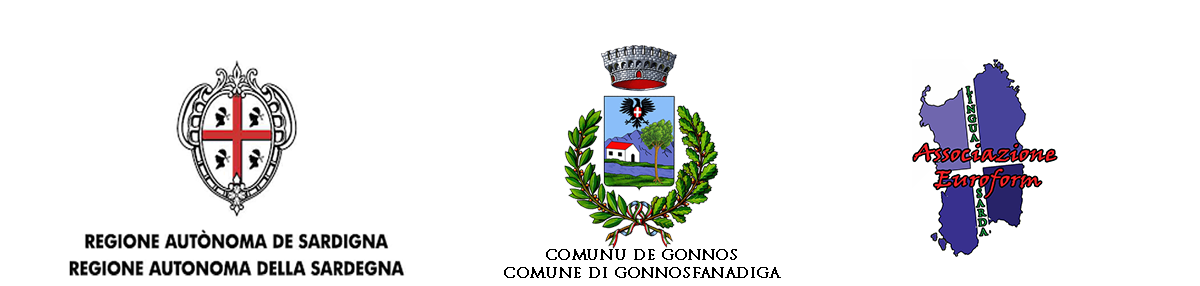 REGIONE AUTÒNOMA DE SARDIGNA
REGIONE AUTONOMA DELLA SARDEGNA
COMUNU DE GONNOS
COMUNE DI GONNOSFANADIGA
LINGUA
Associazione
Euroform
SARDA